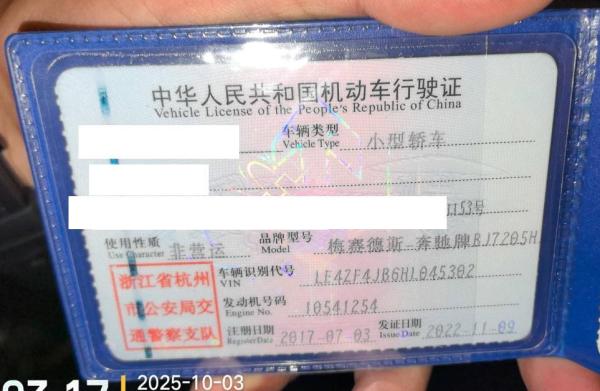 中华人民共和国机动车行驶证
Vehicle License of the People's Republic of China
车辆类型 小型轿车
Vehicle Type
153号
使用性质 非营运 品牌型号 梅赛德斯-奔驰牌BJ7205H
Use Character Model
浙江省杭州
市公安局交
通警察支队
车辆识别代号 LE4ZF4JB6HL045302
VIN
发动机号码 10541254
Engine No.
注册日期 2017-07-03 发证日期 2022-11-09
Register Date Issue Date
2025-10-03